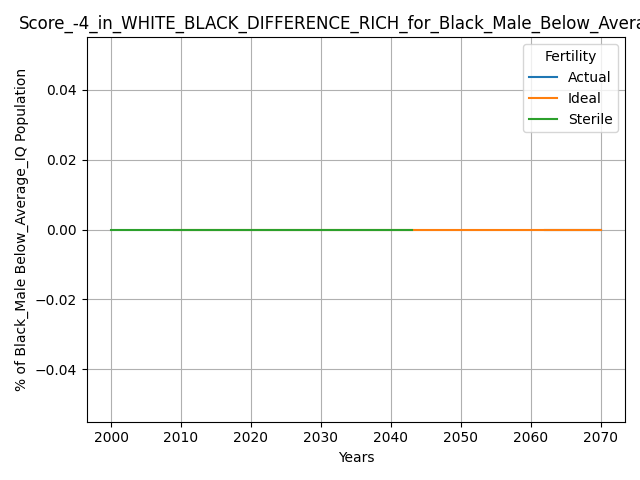 Score_-4_in_WHITE_BLACK_DIFFERENCE_RICH_for_Black_Male_Below_Avera
Fertility
Actual
Ideal
Sterile
% of Black_Male Below_Average_IQ Population
0.04
0.02
0.00
−0.02
−0.04
2000 2010 2020 2030 2040 2050 2060 2070
Years